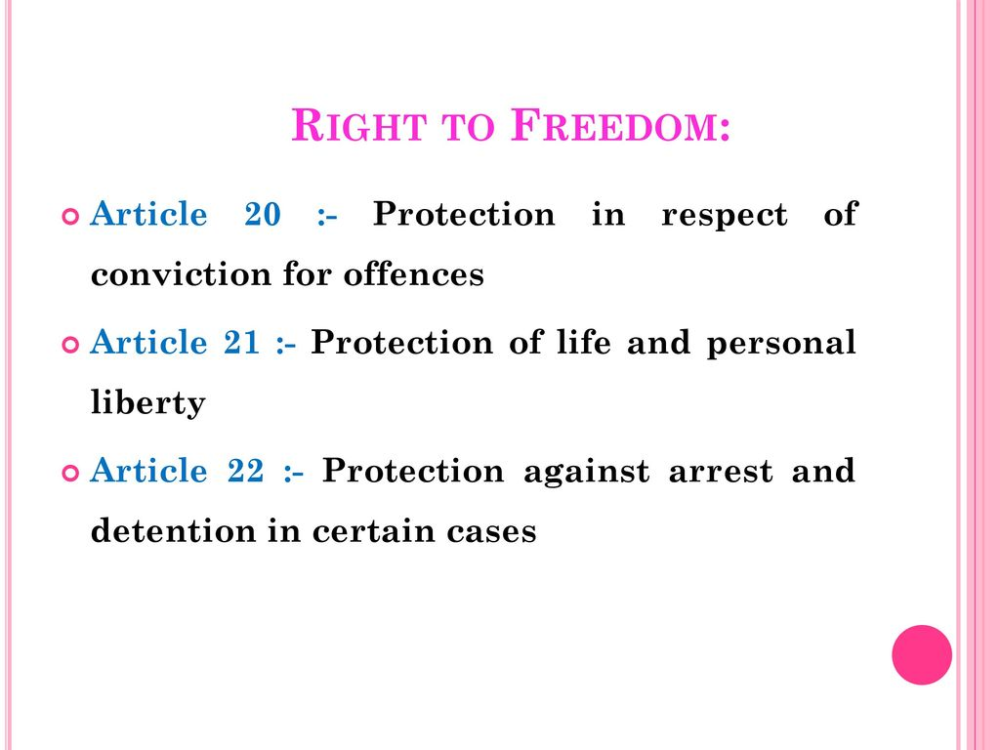 RIGHT TO FREEDOM:
Article 20 :- Protection in respect of
conviction for offences
Article 21 :- Protection of life and personal
liberty
Article 22 :- Protection against arrest and
detention in certain cases